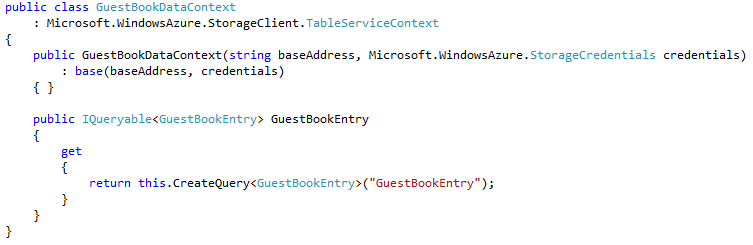 public class GuestBookDataContext
    : Microsoft.WindowsAzure.StorageClient.TableServiceContext
{
    public GuestBookDataContext(string baseAddress, Microsoft.WindowsAzure.StorageCredentials credentials)
        : base(baseAddress, credentials)
    { }

    public IQueryable<GuestBookEntry> GuestBookEntry
    {
        get
        {
            return this.CreateQuery<GuestBookEntry>("GuestBookEntry");
        }
    }
}